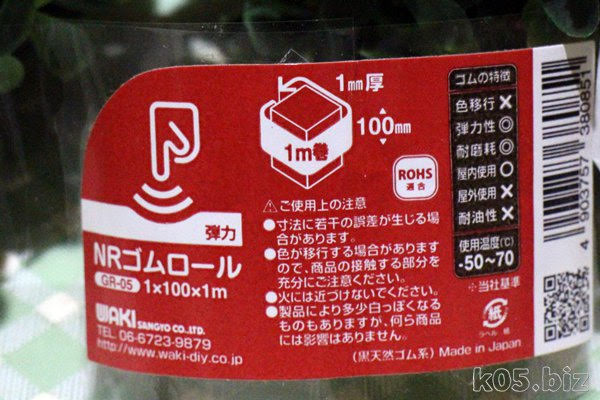 1mm厚
100mm
1m巻
ROHS
適合
弾力
NRゴムロール
GR-05 1×100×1m
WAKI
SANGYO CO.,LTD.
TEL 06-6723-9879
http://www.waki-diy.co.jp
⚠ご使用上の注意
●寸法に若干の誤差が生じる場
合があります。
●色が移行する場合があります
ので、商品の接触する部分を
充分にご注意ください。
●火には近づけないでください。
●製品により多少白っぽくなる
ものもありますが、何ら商品
には影響はありません。
(黒天然ゴム系) Made in Japan
ゴムの特徴
色移行 ×
弾力性 ◎
耐磨耗 ◎
屋内使用 ○
屋外使用 ×
耐油性 ×
使用温度(℃)
-50~70
※当社基準
紙
ラベル 紙
4 903757 380851
k05.biz